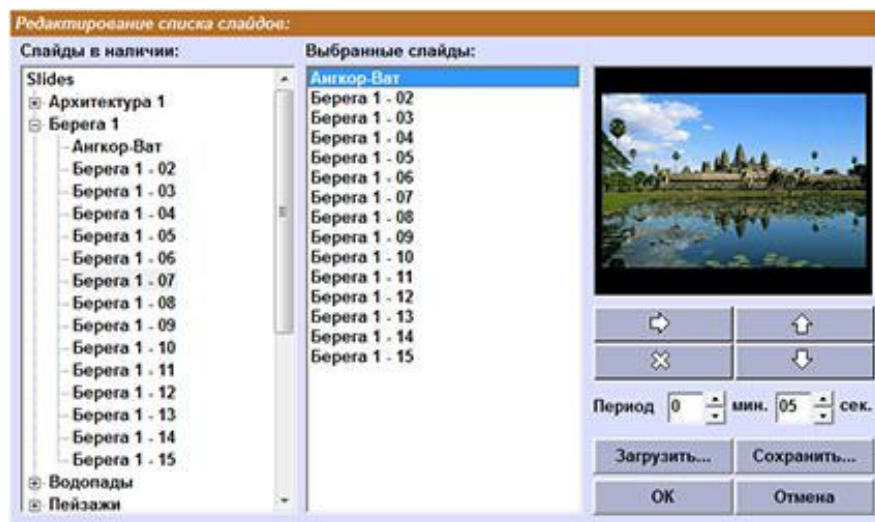 Редактирование списка слайдов:
Слайды в наличии:
Slides
Архитектура 1
Берега 1
Ангкор-Ват
Берега 1 - 02
Берега 1 - 03
Берега 1 - 04
Берега 1 - 05
Берега 1 - 06
Берега 1 - 07
Берега 1 - 08
Берега 1 - 09
Берега 1 - 10
Берега 1 - 11
Берега 1 - 12
Берега 1 - 13
Берега 1 - 14
Берега 1 - 15
Водопады
Пейзажи
Выбранные слайды:
Ангкор-Ват
Берега 1 - 02
Берега 1 - 03
Берега 1 - 04
Берега 1 - 05
Берега 1 - 06
Берега 1 - 07
Берега 1 - 08
Берега 1 - 09
Берега 1 - 10
Берега 1 - 11
Берега 1 - 12
Берега 1 - 13
Берега 1 - 14
Берега 1 - 15
Период 0 мин. 05 сек.
Загрузить... Сохранить...
ОК Отмена